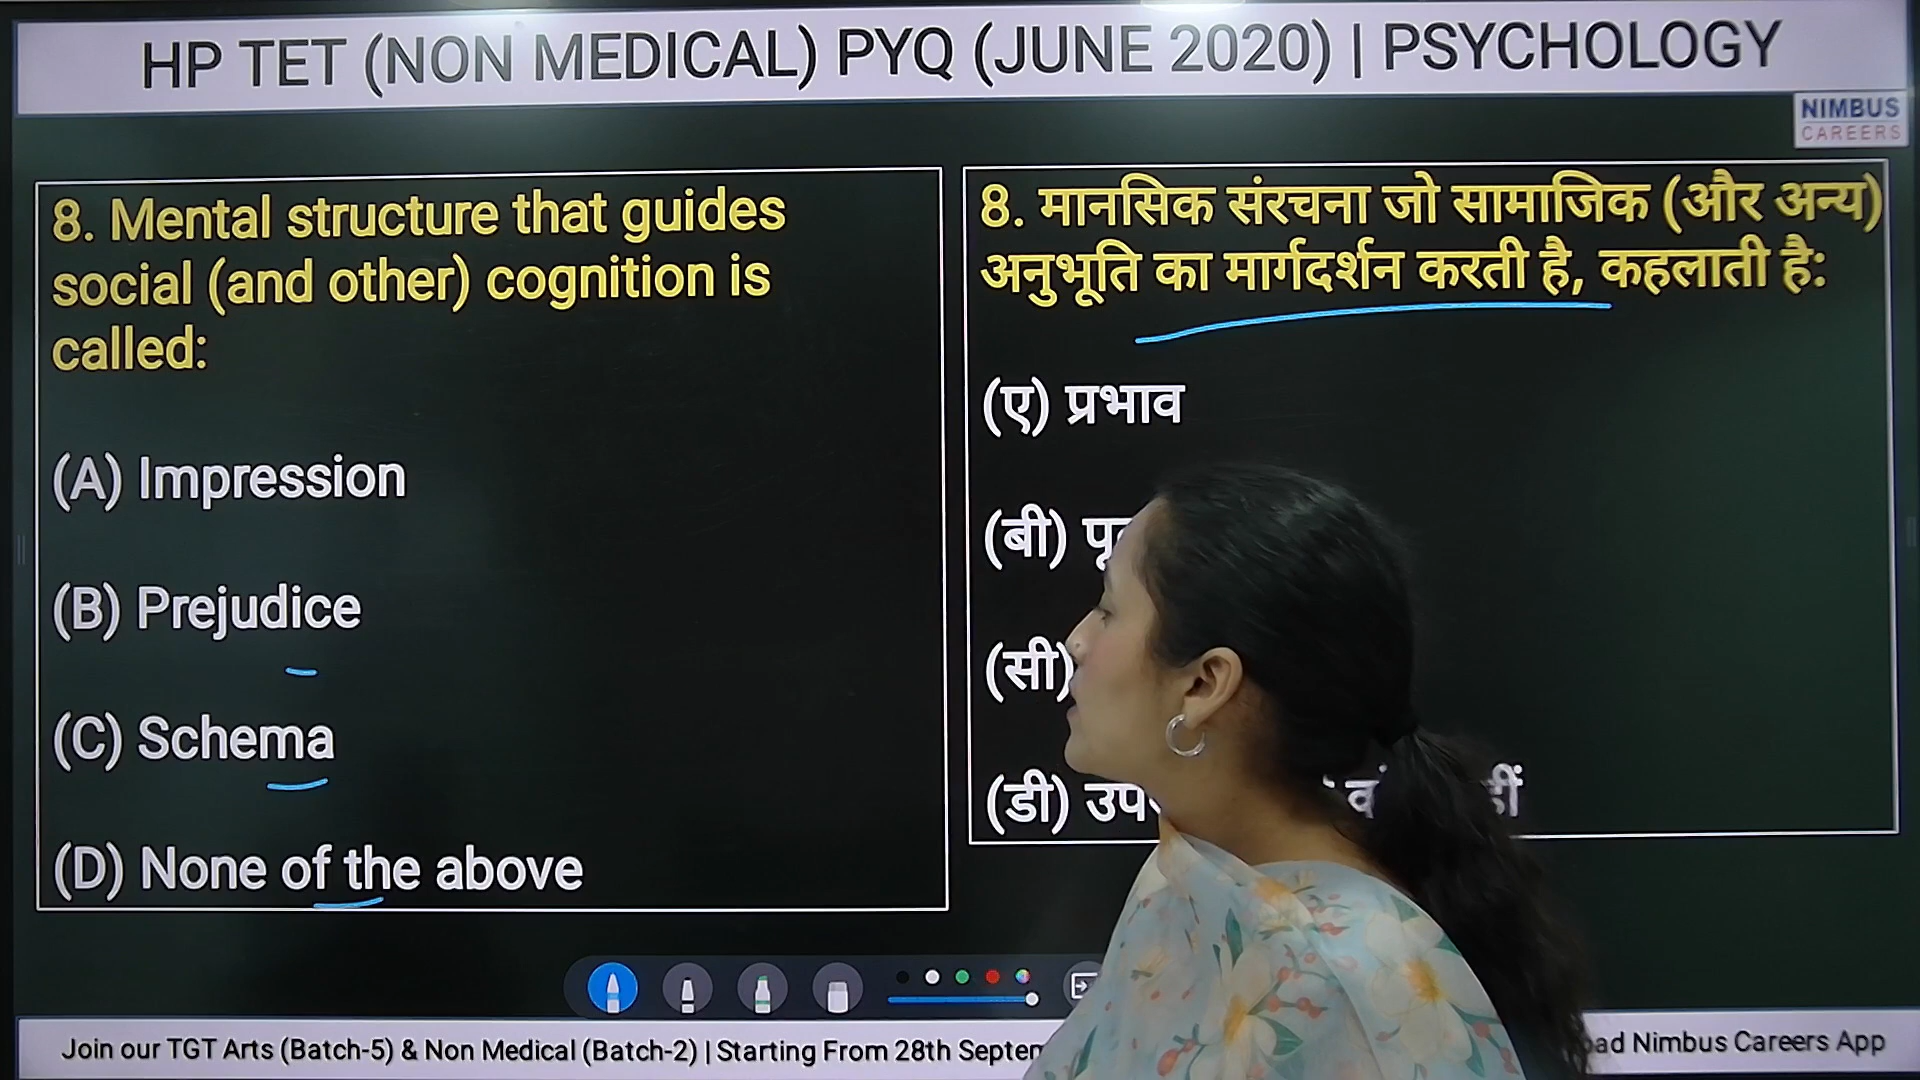 HP TET (NON MEDICAL) PYQ (JUNE 2020) | PSYCHOLOGY
NIMBUS
CAREERS
8. Mental structure that guides
social (and other) cognition is
called:
(A) Impression
(B) Prejudice
(C) Schema
(D) None of the above
8. मानसिक संरचना जो सामाजिक (और अन्य)
अनुभूति का मार्गदर्शन करती है, कहलाती है:
(ए) प्रभाव
(बी)
(सी)
(डी)
Join our TGT Arts (Batch-5) & Non Medical (Batch-2) | Starting From 28th
Nimbus Careers App